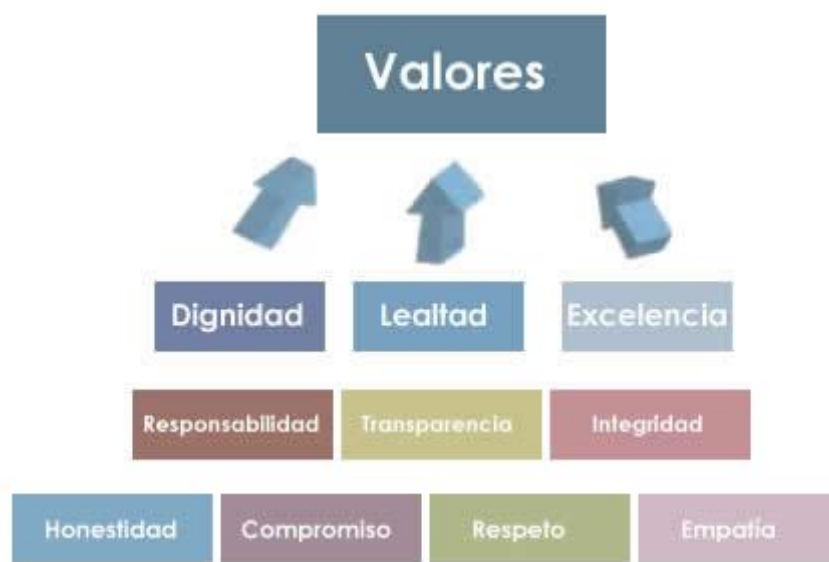 Valores
Dignidad Lealtad Excelencia
Responsabilidad Transparencia Integridad
Honestidad Compromiso Respeto Empatía